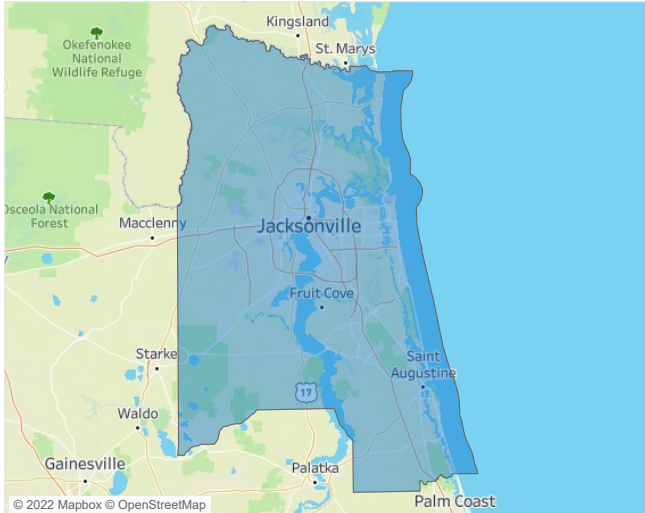 Kingsland
Okefenokee
National
Wildlife Refuge
St. Marys
Osceola National
Forest
Macclenny
Jacksonville
Fruit Cove
Starke
Saint
Augustine
17
Waldo
Gainesville
Palatka
Palm Coast
© 2022 Mapbox © OpenStreetMap